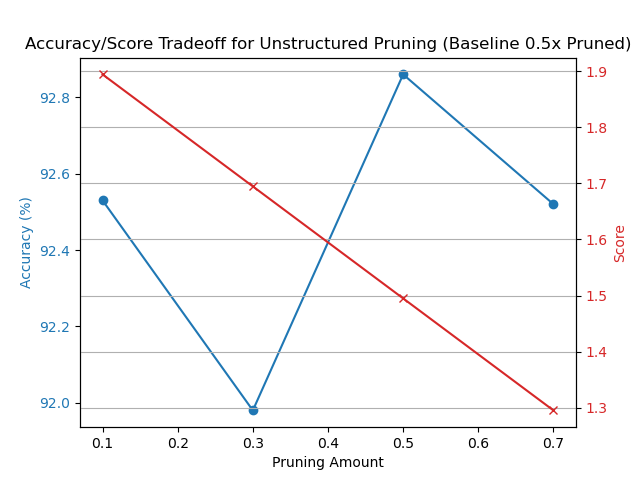 Accuracy/Score Tradeoff for Unstructured Pruning (Baseline 0.5x Pruned)
92.8
92.6
92.4
92.2
92.0
Accuracy (%)
1.9
1.8
1.7
1.6
1.5
1.4
1.3
Score
0.1 0.2 0.3 0.4 0.5 0.6 0.7
Pruning Amount